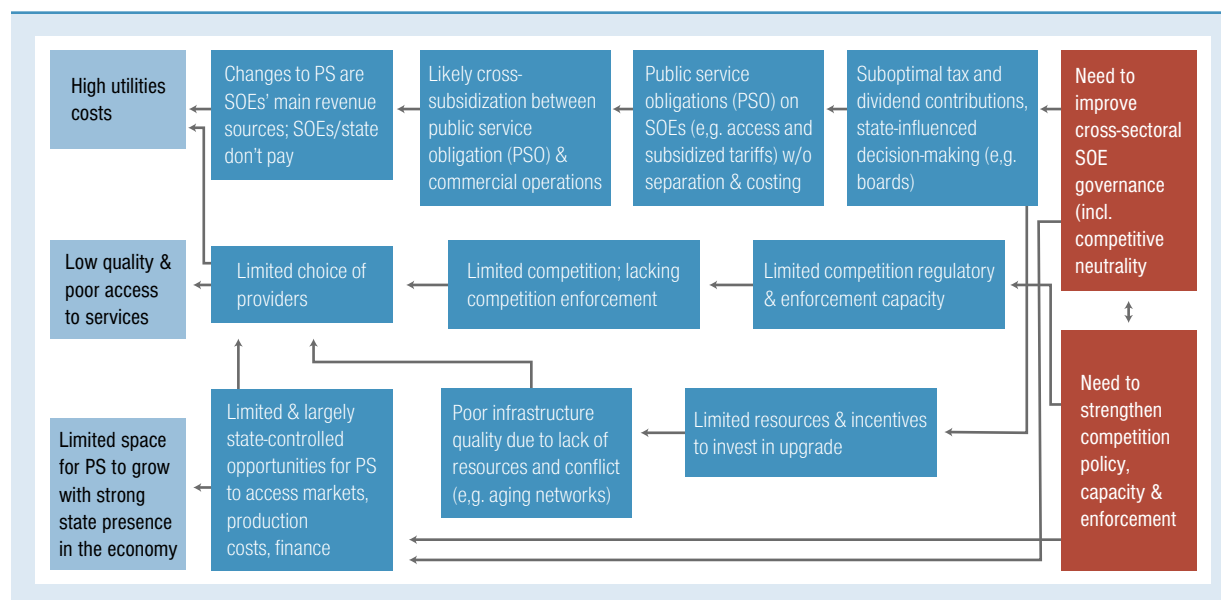 High utilities
costs
Changes to PS are
SOEs’ main revenue
sources; SOEs/state
don’t pay
Likely cross-
subsidization between
public service
obligation (PSO) &
commercial operations
Public service
obligations (PSO) on
SOEs (e,g. access and
subsidized tariffs) w/o
separation & costing
Suboptimal tax and
dividend contributions,
state-influenced
decision-making (e,g.
boards)
Need to
improve
cross-sectoral
SOE
governance
(incl.
competitive
neutrality
Low quality &
poor access
to services
Limited choice of
providers
Limited competition; lacking
competition enforcement
Limited competition regulatory
& enforcement capacity
Limited space
for PS to grow
with strong
state presence
in the economy
Limited & largely
state-controlled
opportunities for PS
to access markets,
production
costs, finance
Poor infrastructure
quality due to lack of
resources and conflict
(e,g. aging networks)
Limited resources & incentives
to invest in upgrade
Need to
strengthen
competition
policy,
capacity &
enforcement